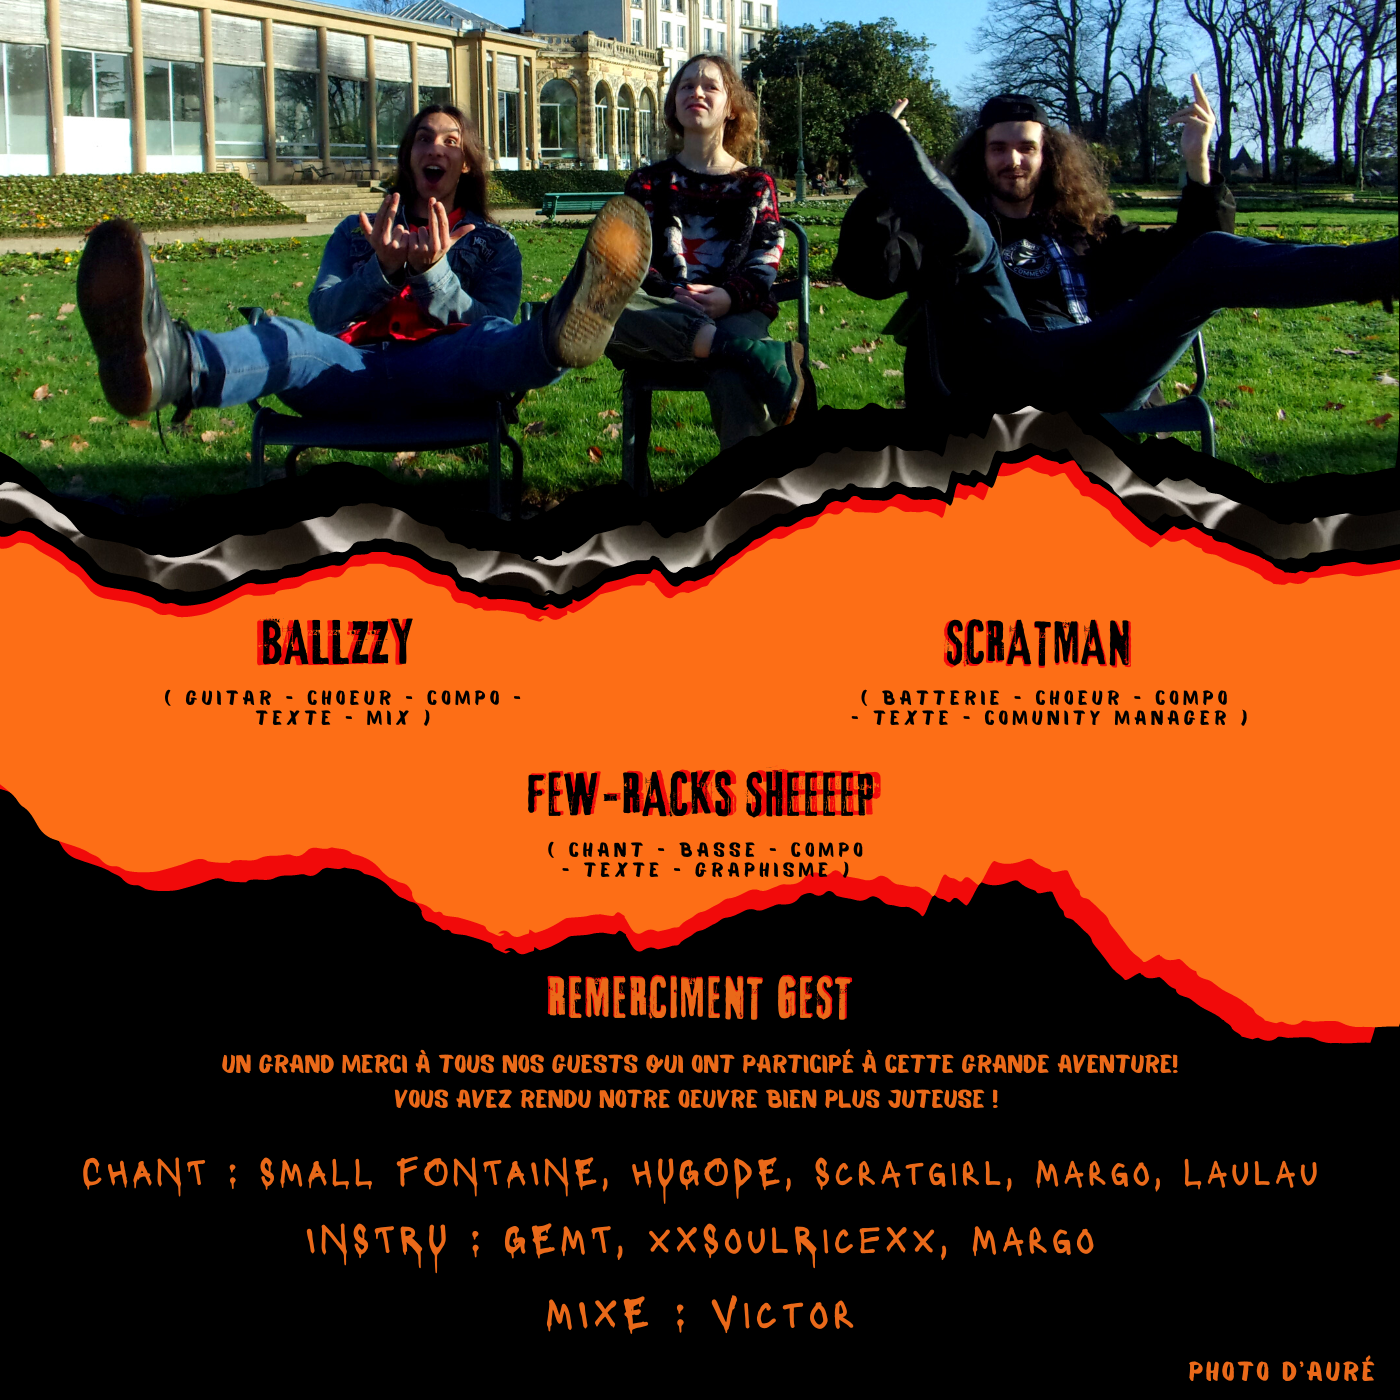 BALLZZY
( GUITAR - CHOEUR - COMPO -
TEXTE - MIX )
SCRATMAN
( BATTERIE - CHOEUR - COMPO
- TEXTE - COMUNITY MANAGER )
FEW-RACKS SHEEEEP
( CHANT - BASSE - COMPO
- TEXTE - GRAPHISME )
REMERCIMENT GEST
UN GRAND MERCI À TOUS NOS GUESTS QUI ONT PARTICIPÉ À CETTE GRANDE AVENTURE!
VOUS AVEZ RENDU NOTRE OEUVRE BIEN PLUS JUTEUSE !
CHANT : SMALL FONTAINE, HUGODE, SCRATGIRL, MARGO, LAULAU
INSTRU : GEMT, XXSOULRICEXX, MARGO
MIXE : VICTOR
PHOTO D'AURÉ